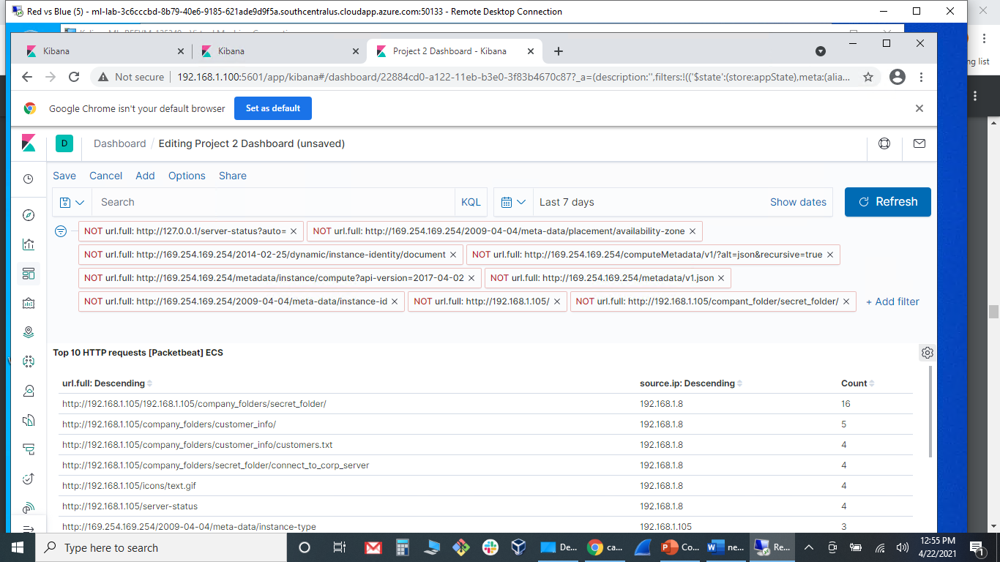 Red vs Blue (5) - ml-lab-3c6cccbd-8b79-40e6-9185-621ade9d9f5a.southcentralus.cloudapp.azure.com:50133 - Remote Desktop Connection
Kibana Kibana Project 2 Dashboard - Kibana
ng list
Not secure 192.168.1.100:5601/app/kibana#/dashboard/22884cd0-a122-11eb-b3e0-3f83b4670c87?_a=(description:'',filters:!(('$state':(store:appState),meta:(alia...
Google Chrome isn't your default browser Set as default
D Dashboard / Editing Project 2 Dashboard (unsaved)
Save Cancel Add Options Share
Search KQL Last 7 days Show dates Refresh
NOT url.full: http://127.0.0.1/server-status?auto= NOT url.full: http://169.254.169.254/2009-04-04/meta-data/placement/availability-zone
NOT url.full: http://169.254.169.254/2014-02-25/dynamic/instance-identity/document NOT url.full: http://169.254.169.254/computeMetadata/v1/?alt=json&recursive=true
NOT url.full: http://169.254.169.254/metadata/instance/compute?api-version=2017-04-02 NOT url.full: http://169.254.169.254/metadata/v1.json
NOT url.full: http://169.254.169.254/2009-04-04/meta-data/instance-id NOT url.full: http://192.168.1.105/ NOT url.full: http://192.168.1.105/compant_folder/secret_folder/ + Add filter
Top 10 HTTP requests [Packetbeat] ECS
url.full: Descending source.ip: Descending Count
http://192.168.1.105/192.168.1.105/company_folders/secret_folder/ 192.168.1.8 16
http://192.168.1.105/company_folders/customer_info/ 192.168.1.8 5
http://192.168.1.105/company_folders/customer_info/customers.txt 192.168.1.8 4
http://192.168.1.105/company_folders/secret_folder/connect_to_corp_server 192.168.1.8 4
http://192.168.1.105/icons/text.gif 192.168.1.8 4
http://192.168.1.105/server-status 192.168.1.8 4
http://169.254.169.254/2009-04-04/meta-data/instance-type 192.168.1.105 3
Type here to search De... ca... Co... ne... Re... 12:55 PM
4/22/2021 1